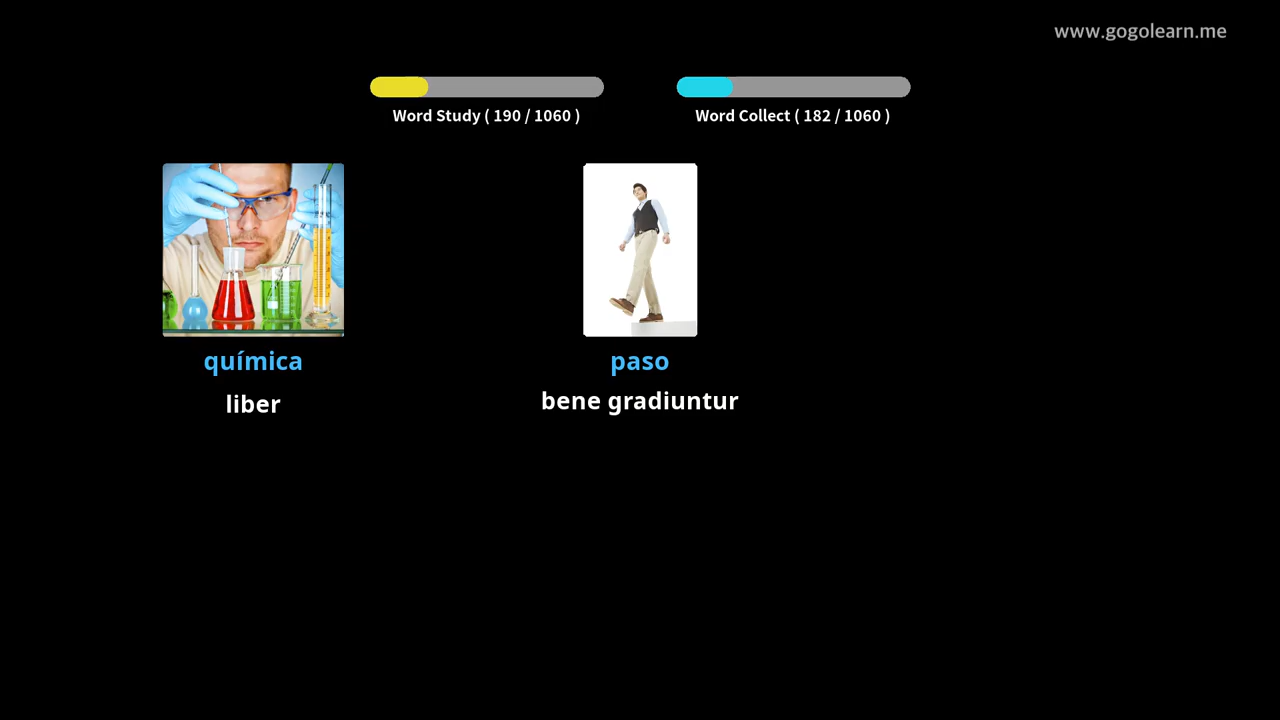 www.gogolearn.me
Word Study ( 190 / 1060 )
Word Collect ( 182 / 1060 )
química
paso
liber
bene gradiuntur